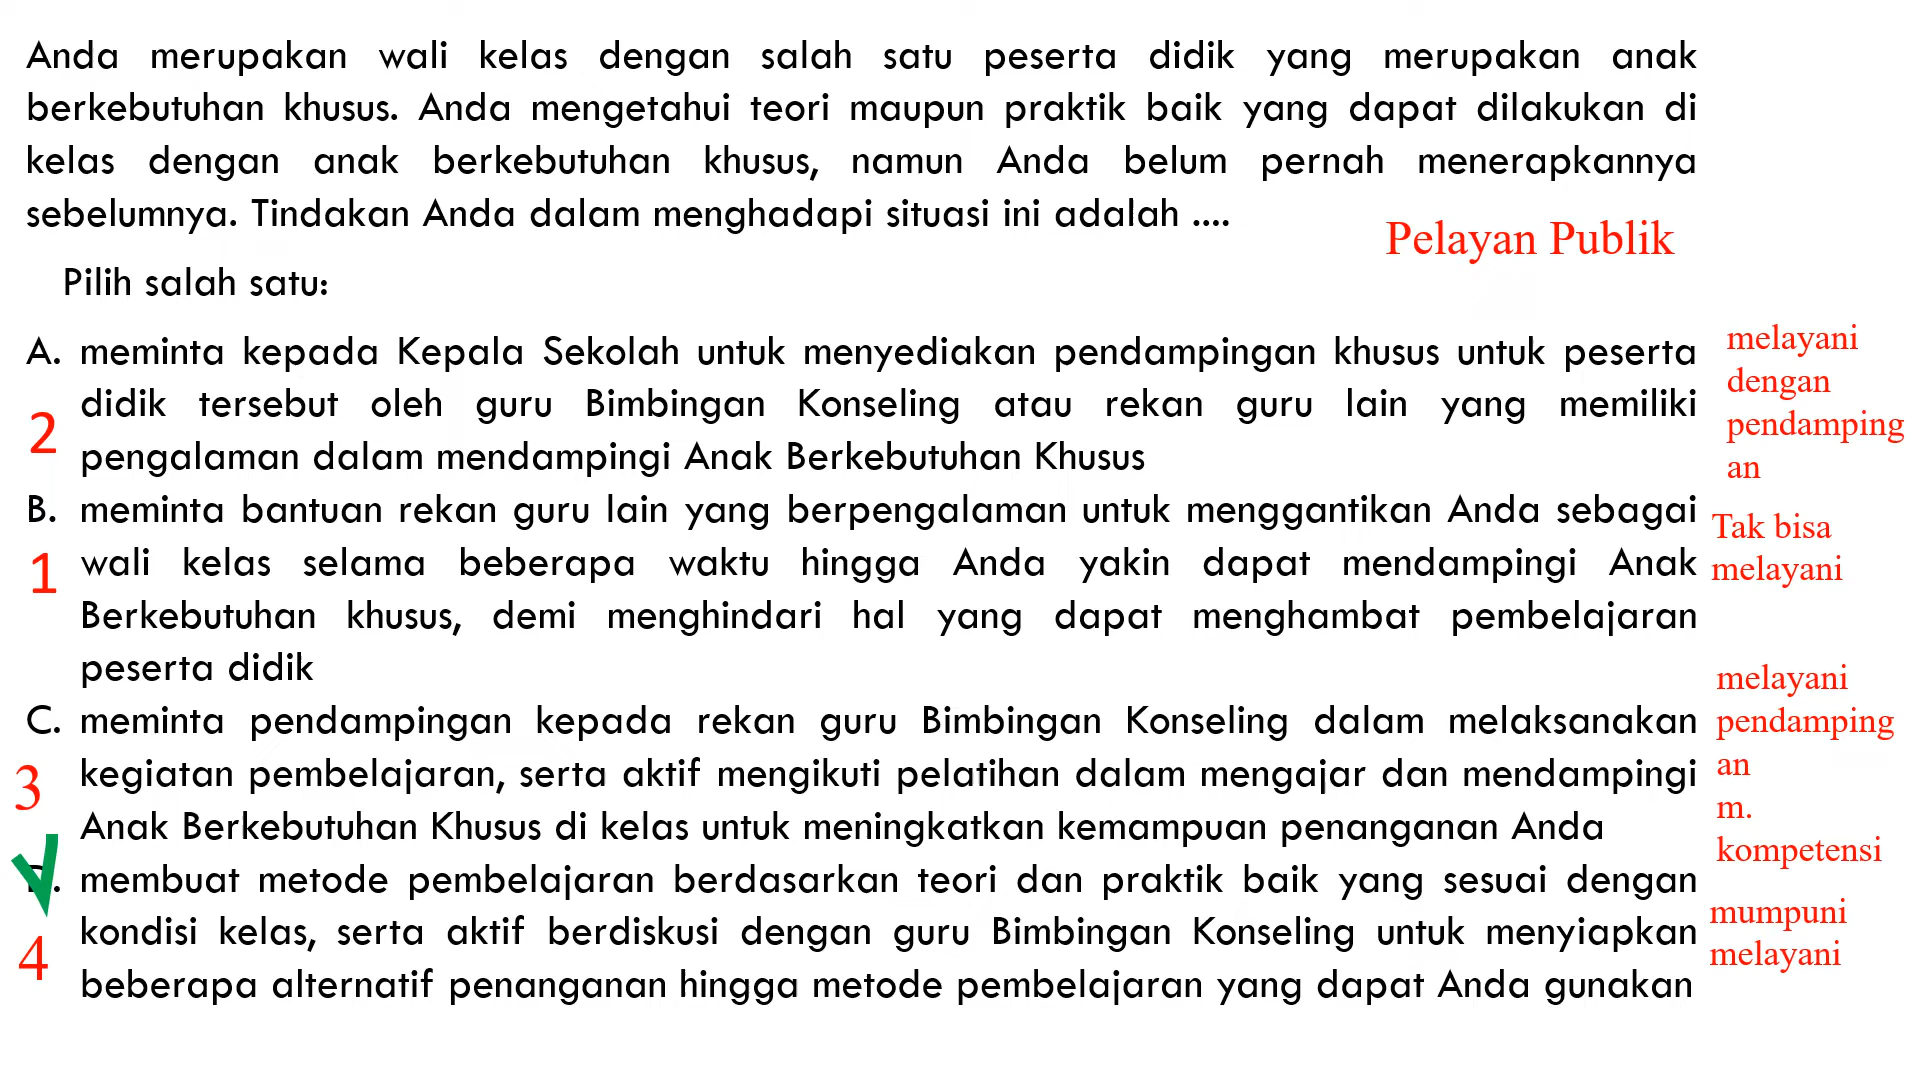 Anda merupakan wali kelas dengan salah satu peserta didik yang merupakan anak
berkebutuhan khusus. Anda mengetahui teori maupun praktik baik yang dapat dilakukan di
kelas dengan anak berkebutuhan khusus, namun Anda belum pernah menerapkannya
sebelumnya. Tindakan Anda dalam menghadapi situasi ini adalah ....
Pelayan Publik
Pilih salah satu:
A. meminta kepada Kepala Sekolah untuk menyediakan pendampingan khusus untuk peserta
didik tersebut oleh guru Bimbingan Konseling atau rekan guru lain yang memiliki
pengalaman dalam mendampingi Anak Berkebutuhan Khusus
2
melayani
dengan
pendamping
an
B. meminta bantuan rekan guru lain yang berpengalaman untuk menggantikan Anda sebagai
wali kelas selama beberapa waktu hingga Anda yakin dapat mendampingi Anak
Berkebutuhan khusus, demi menghindari hal yang dapat menghambat pembelajaran
peserta didik
1
Tak bisa
melayani
C. meminta pendampingan kepada rekan guru Bimbingan Konseling dalam melaksanakan
kegiatan pembelajaran, serta aktif mengikuti pelatihan dalam mengajar dan mendampingi
Anak Berkebutuhan Khusus di kelas untuk meningkatkan kemampuan penanganan Anda
3
melayani
pendamping
an
m.
kompetensi
D. membuat metode pembelajaran berdasarkan teori dan praktik baik yang sesuai dengan
kondisi kelas, serta aktif berdiskusi dengan guru Bimbingan Konseling untuk menyiapkan
beberapa alternatif penanganan hingga metode pembelajaran yang dapat Anda gunakan
4
mumpuni
melayani